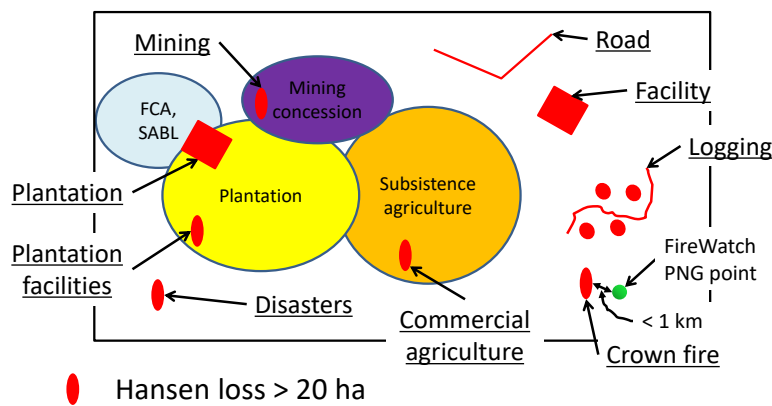 Mining
Road
Mining
concession
FCA,
SABL
Facility
Logging
Plantation
Plantation
Subsistence
agriculture
Plantation
facilities
FireWatch
PNG point
Disasters
Commercial
agriculture
< 1 km
Crown fire
Hansen loss > 20 ha